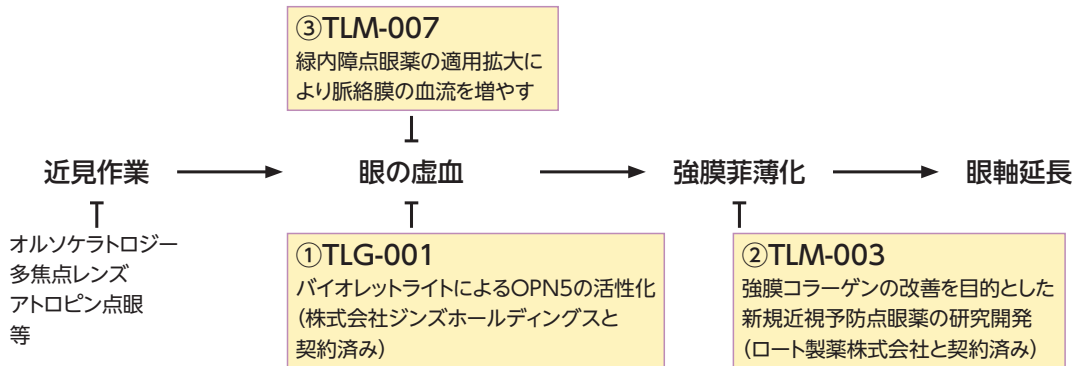 ③TLM-007
緑内障点眼薬の適用拡大に
より脈絡膜の血流を増やす
近見作業
眼の虚血
強膜菲薄化
眼軸延長
オルソケラトロジー
多焦点レンズ
アトロピン点眼
等
①TLG-001
バイオレットライトによるOPN5の活性化
（株式会社ジンズホールディングスと
契約済み）
②TLM-003
強膜コラーゲンの改善を目的とした
新規近視予防点眼薬の研究開発
（ロート製薬株式会社と契約済み）